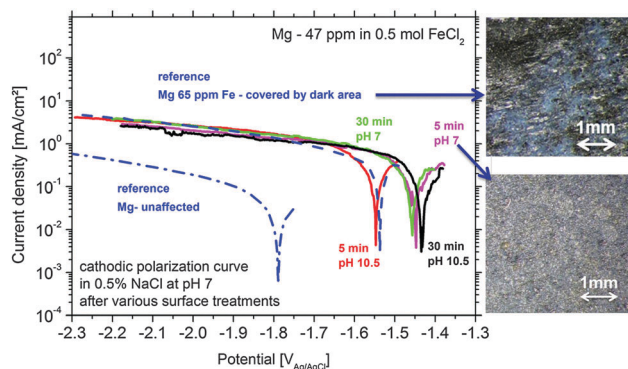 Mg - 47 ppm in 0.5 mol FeCl₂
reference
Mg 65 ppm Fe - covered by dark area
30 min
pH 7
5 min
pH 7
reference
Mg- unaffected
5 min
pH 10.5
30 min
pH 10.5
cathodic polarization curve
in 0.5% NaCl at pH 7
after various surface treatments
Current density [mA/cm²]
10³
10²
10¹
10⁰
10⁻¹
10⁻²
10⁻³
10⁻⁴
-2.3 -2.2 -2.1 -2.0 -1.9 -1.8 -1.7 -1.6 -1.5 -1.4 -1.3
Potential [V_Ag/AgCl]
1mm
1mm